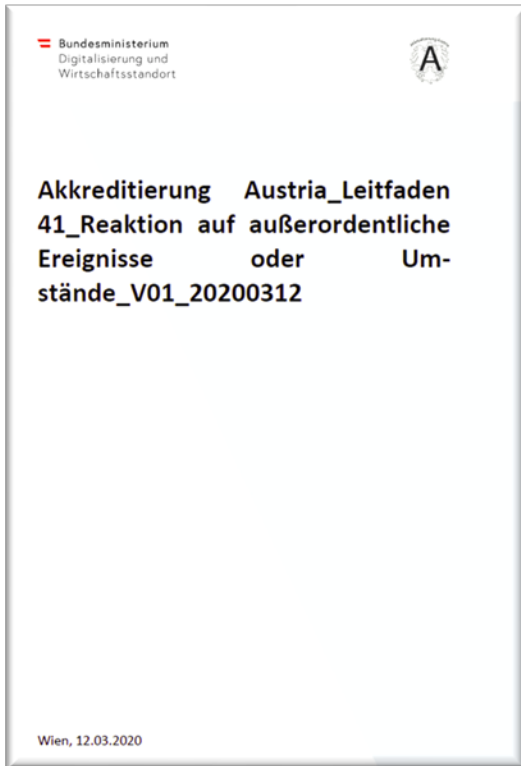 Bundesministerium
Digitalisierung und
Wirtschaftsstandort
A
Akkreditierung Austria_Leitfaden
41_Reaktion auf außerordentliche
Ereignisse oder Um-
stände_V01_20200312
Wien, 12.03.2020